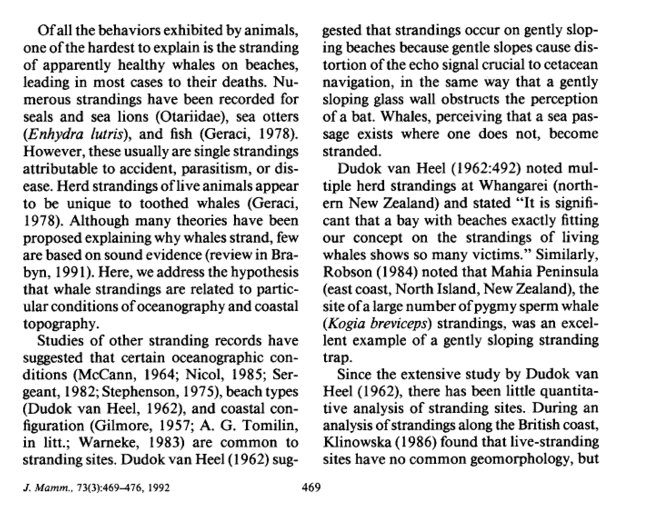 Of all the behaviors exhibited by animals,
one of the hardest to explain is the stranding
of apparently healthy whales on beaches,
leading in most cases to their deaths. Nu-
merous strandings have been recorded for
seals and sea lions (Otariidae), sea otters
(Enhydra lutris), and fish (Geraci, 1978).
However, these usually are single strandings
attributable to accident, parasitism, or dis-
ease. Herd strandings of live animals appear
to be unique to toothed whales (Geraci,
1978). Although many theories have been
proposed explaining why whales strand, few
are based on sound evidence (review in Bra-
byn, 1991). Here, we address the hypothesis
that whale strandings are related to partic-
ular conditions of oceanography and coastal
topography.
Studies of other stranding records have
suggested that certain oceanographic con-
ditions (McCann, 1964; Nicol, 1985; Ser-
geant, 1982; Stephenson, 1975), beach types
(Dudok van Heel, 1962), and coastal con-
figuration (Gilmore, 1957; A. G. Tomilin,
in litt.; Warneke, 1983) are common to
stranding sites. Dudok van Heel (1962) sug-
gested that strandings occur on gently slop-
ing beaches because gentle slopes cause dis-
tortion of the echo signal crucial to cetacean
navigation, in the same way that a gently
sloping glass wall obstructs the perception
of a bat. Whales, perceiving that a sea pas-
sage exists where one does not, become
stranded.
Dudok van Heel (1962:492) noted mul-
tiple herd strandings at Whangarei (north-
ern New Zealand) and stated "It is signifi-
cant that a bay with beaches exactly fitting
our concept on the strandings of living
whales shows so many victims." Similarly,
Robson (1984) noted that Mahia Peninsula
(east coast, North Island, New Zealand), the
site of a large number of pygmy sperm whale
(Kogia breviceps) strandings, was an excel-
lent example of a gently sloping stranding
trap.
Since the extensive study by Dudok van
Heel (1962), there has been little quantita-
tive analysis of stranding sites. During an
analysis of strandings along the British coast,
Klinowska (1986) found that live-stranding
sites have no common geomorphology, but
J. Mamm., 73(3):469–476, 1992
469